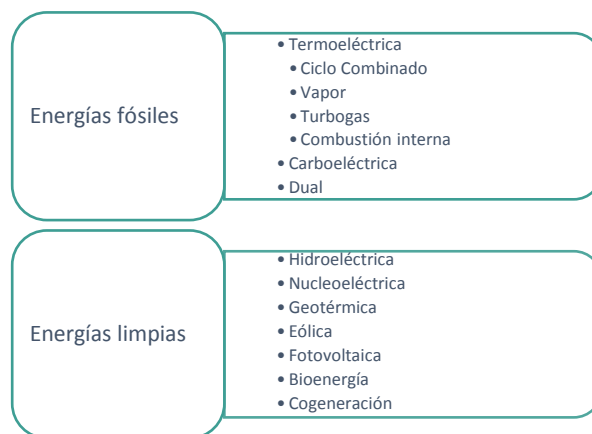 Energías fósiles
• Termoeléctrica
• Ciclo Combinado
• Vapor
• Turbogas
• Combustión interna
• Carboeléctrica
• Dual
Energías limpias
• Hidroeléctrica
• Nucleoeléctrica
• Geotérmica
• Eólica
• Fotovoltaica
• Bioenergía
• Cogeneración